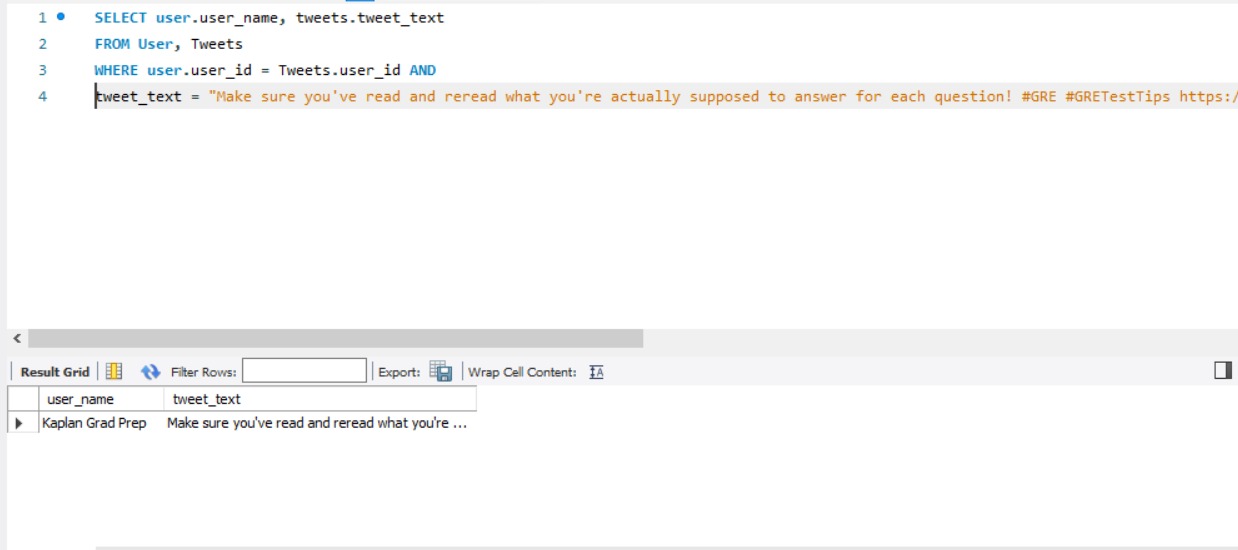 1 SELECT user.user_name, tweets.tweet_text
2 FROM User, Tweets
3 WHERE user.user_id = Tweets.user_id AND
4 tweet_text = "Make sure you've read and reread what you're actually supposed to answer for each question! #GRE #GRETestTips https:/
Result Grid Filter Rows: Export: Wrap Cell Content:
user_name tweet_text
Kaplan Grad Prep Make sure you've read and reread what you're ...